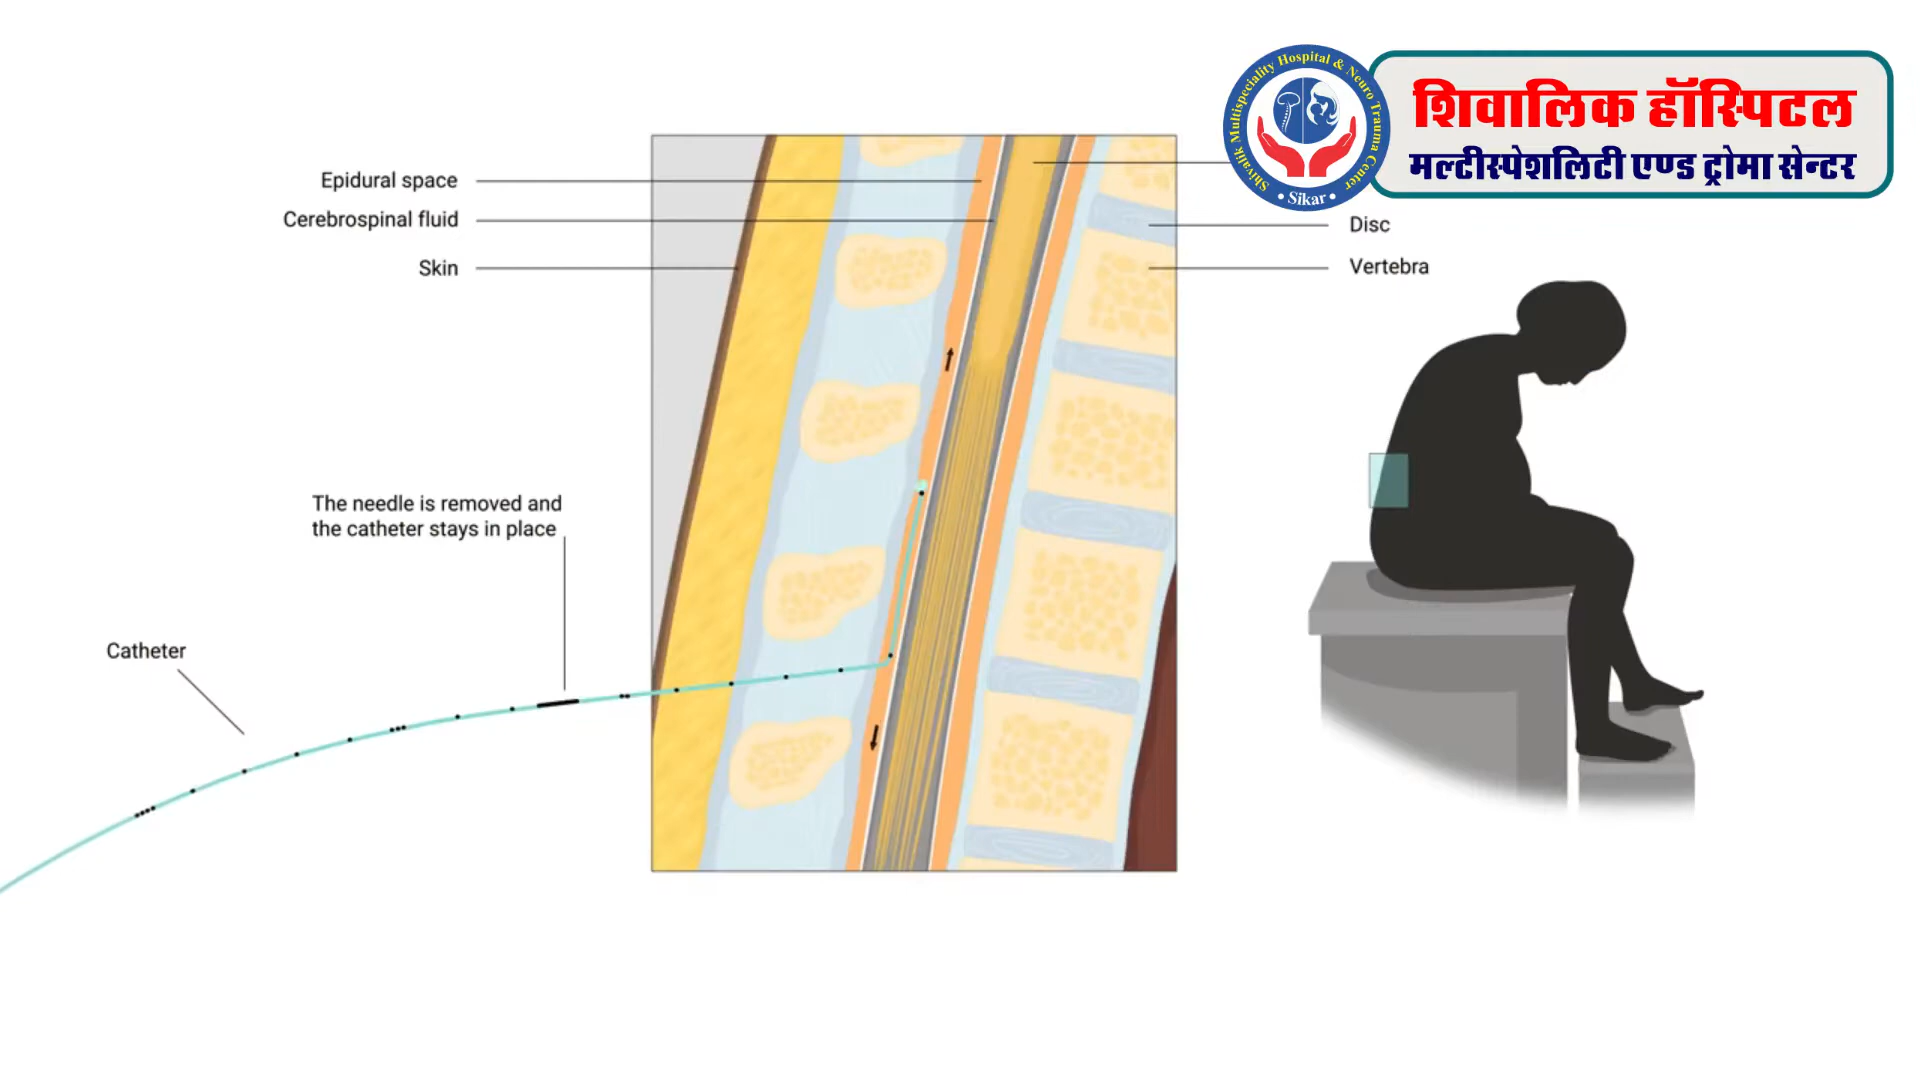 Shivalik Multispeciality Hospital & Neuro Trauma Center
• Sikar •
शिवालिक हॉस्पिटल
मल्टीस्पेशलिटी एण्ड ट्रोमा सेन्टर
Epidural space
Cerebrospinal fluid
Skin
Disc
Vertebra
The needle is removed and
the catheter stays in place
Catheter